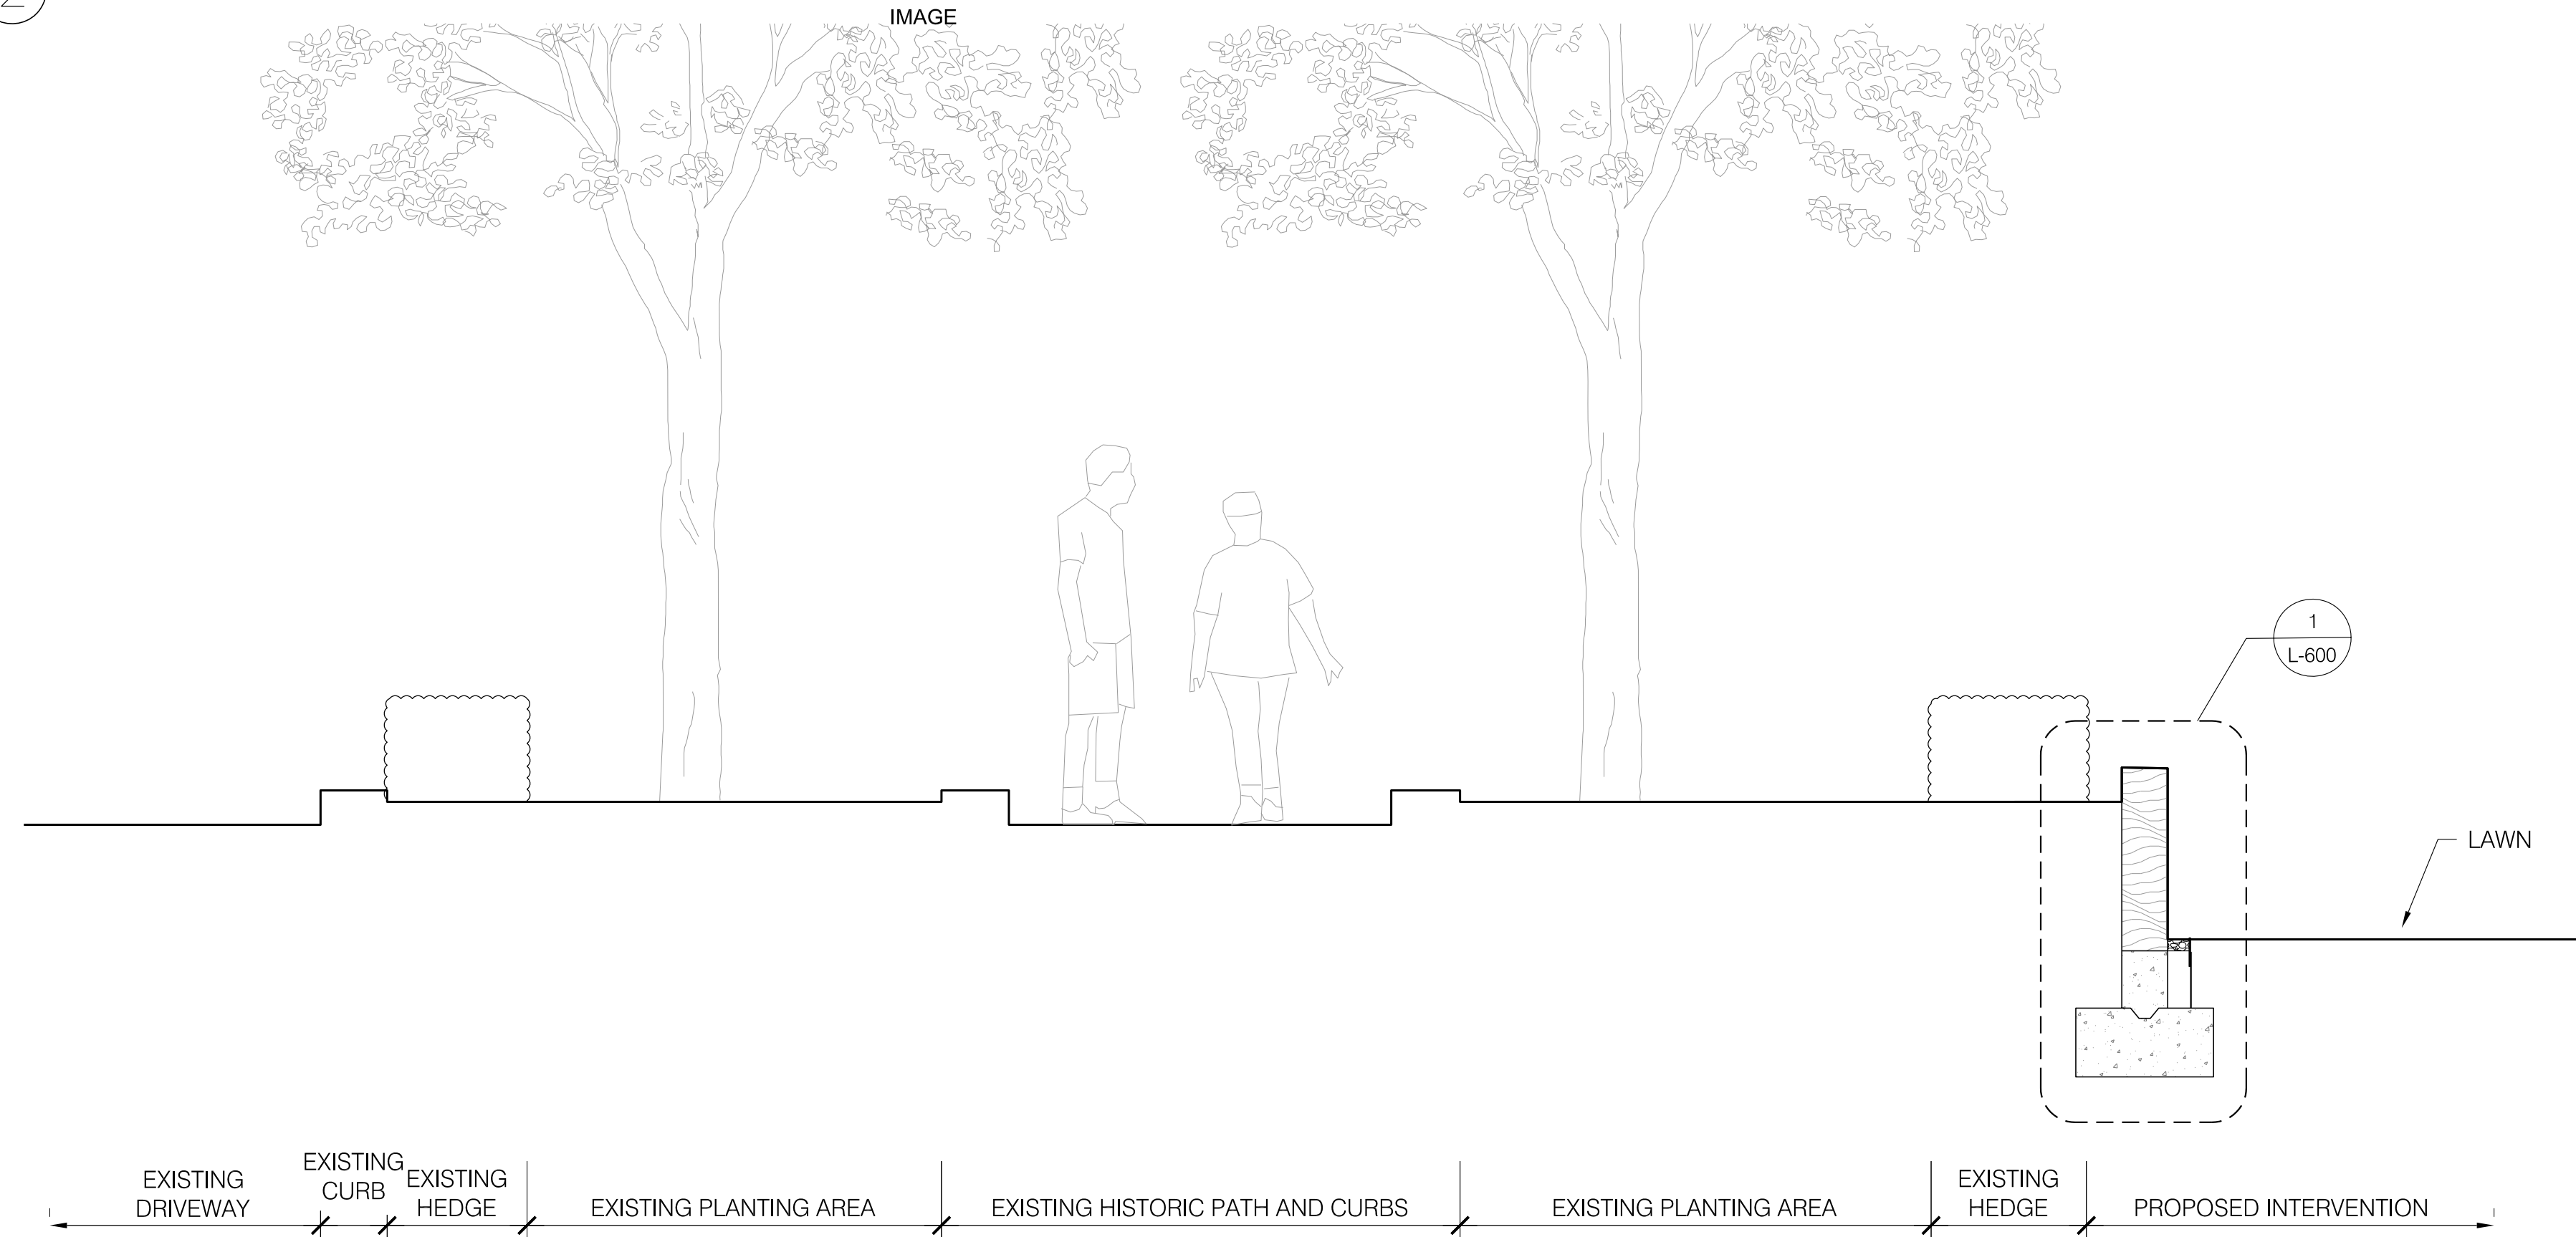 2
IMAGE
1
L-600
LAWN
EXISTING
DRIVEWAY
EXISTING
CURB
EXISTING
HEDGE
EXISTING PLANTING AREA
EXISTING HISTORIC PATH AND CURBS
EXISTING PLANTING AREA
EXISTING
HEDGE
PROPOSED INTERVENTION